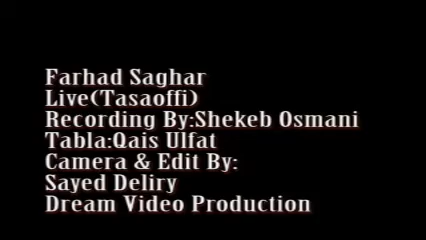 Farhad Saghar
Live(Tasaoffi)
Recording By:Shekeb Osmani
Tabla:Qais Ulfat
Camera & Edit By:
Sayed Deliry
Dream Video Production